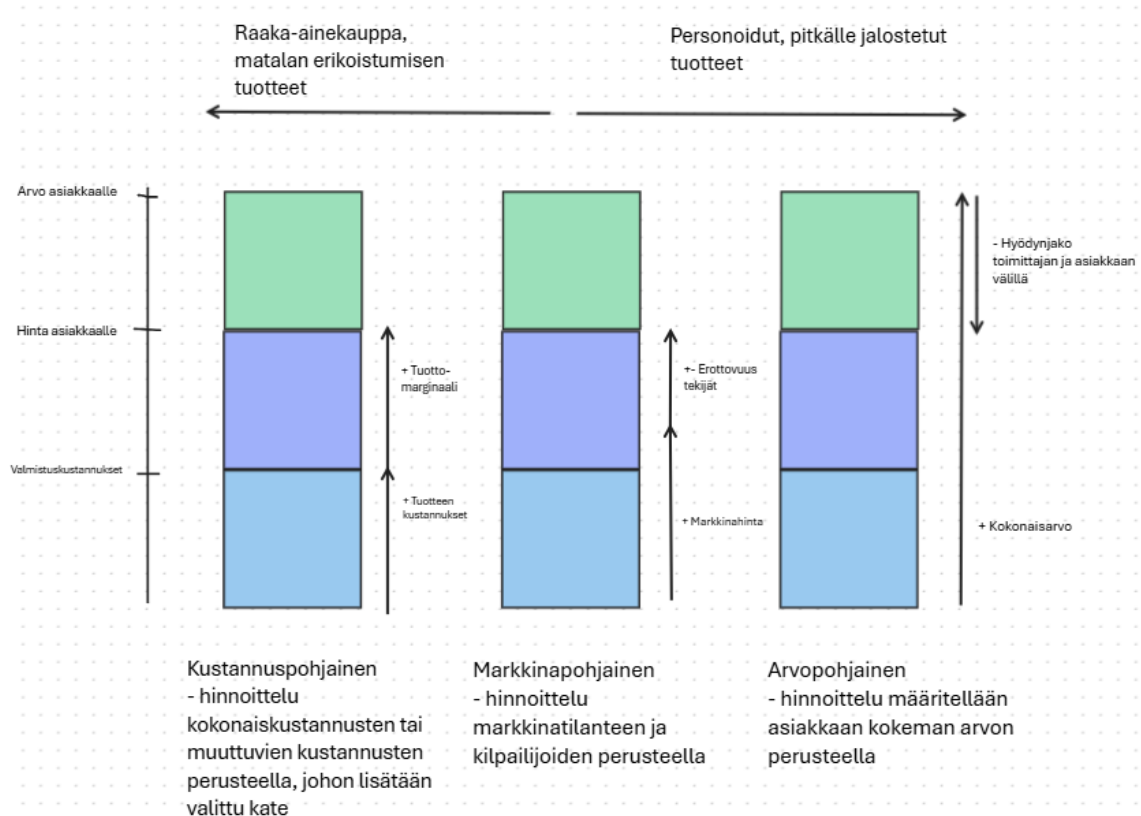 Raaka-ainekauppa,
matalan erikoistumisen
tuotteet
Personoidut, pitkälle jalostetut
tuotteet
Arvo asiakkaalle
Hinta asiakkaalle
Valmistuskustannukset
+ Tuotto-
marginaali
+ Tuotteen
kustannukset
+- Erottovuus
tekijät
+ Markkinahinta
- Hyödynjako
toimittajan ja asiakkaan
välillä
+ Kokonaisarvo
Kustannuspohjainen
- hinnoittelu
kokonaiskustannusten tai
muuttuvien kustannusten
perusteella, johon lisätään
valittu kate
Markkinapohjainen
- hinnoittelu
markkinatilanteen ja
kilpailijoiden perusteella
Arvopohjainen
- hinnoittelu määritellään
asiakkaan kokeman arvon
perusteella